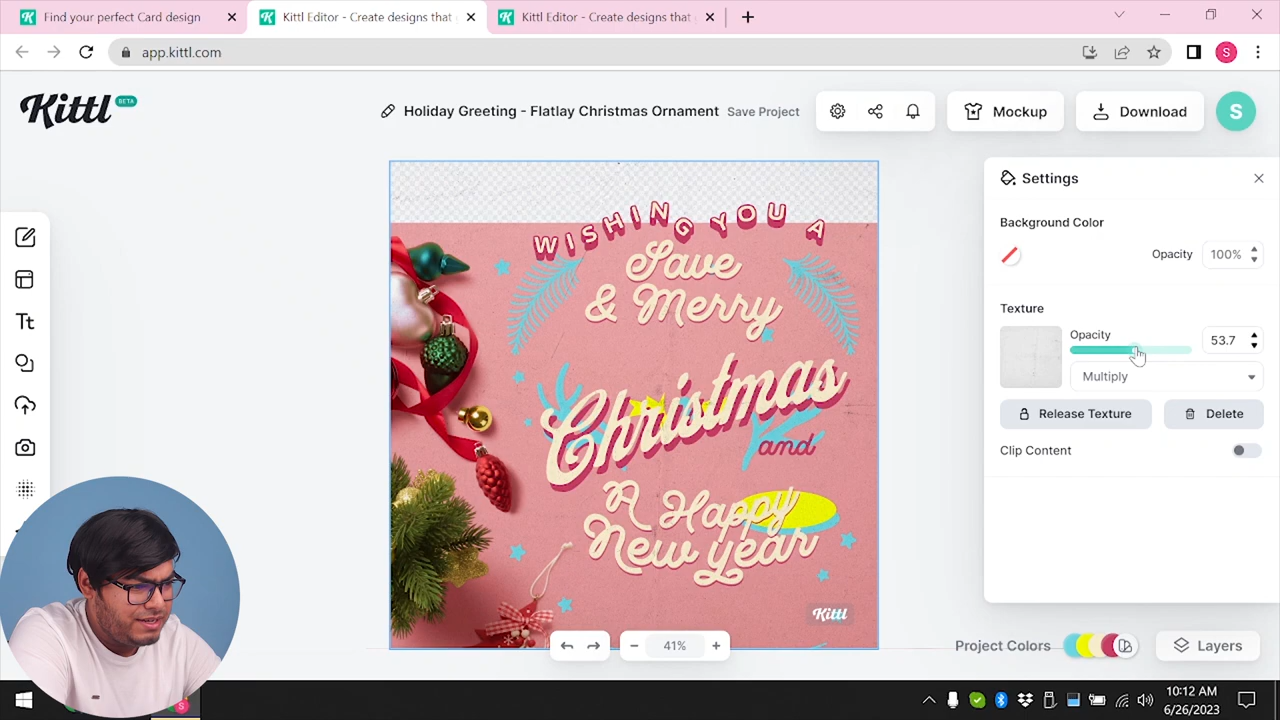 Find your perfect Card design
Kittl Editor - Create designs that
Kittl Editor - Create designs that
app.kittl.com
S
Kittl
BETA
Holiday Greeting - Flatlay Christmas Ornament
Save Project
Mockup
Download
S
Settings
Background Color
Opacity
100%
Texture
Opacity
53.7
Multiply
Release Texture
Delete
Clip Content
Tt
WISHING YOU A
Save
& Merry
Christmas
and
A Happy
New year
Kittl
41%
Project Colors
Layers
S
10:12 AM
6/26/2023